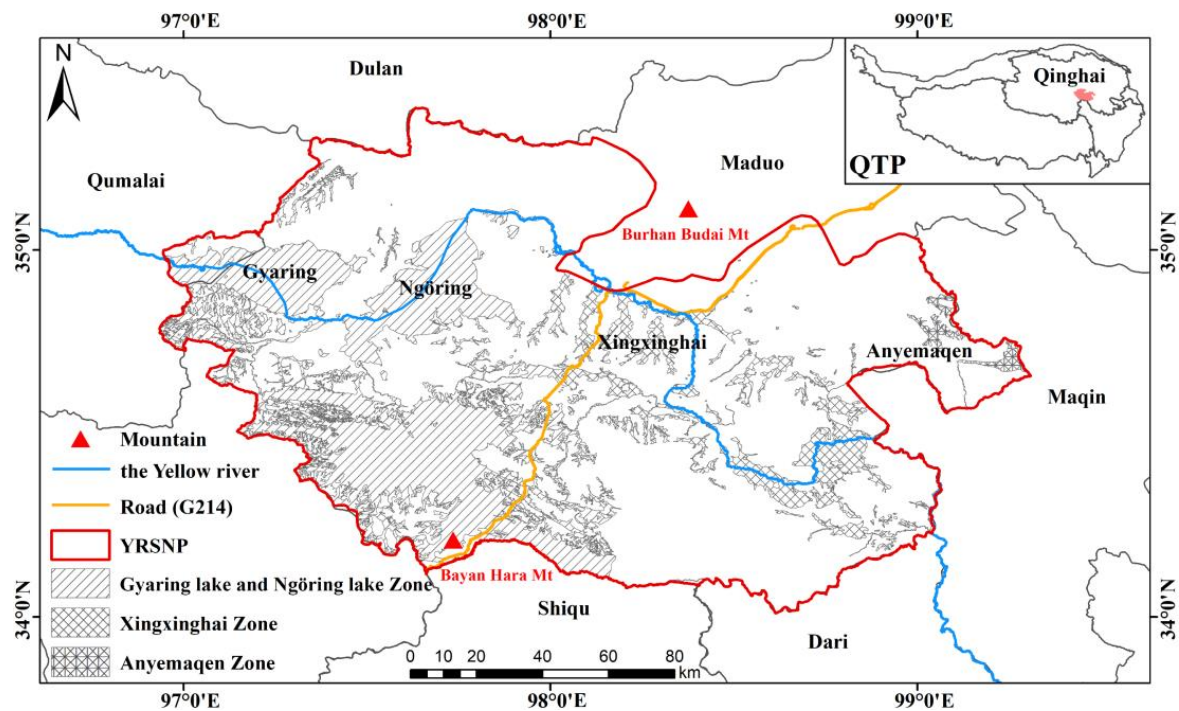 97°0'E
98°0'E
99°0'E
N
Dulan
Qinghai
QTP
Qumalai
Maduo
Burhan Budai Mt
35°0'N
35°0'N
Gyaring
Ngöring
Xingxinghai
Anyemaqen
Maqin
Mountain
the Yellow river
Road (G214)
YRSNP
Bayan Hara Mt
Gyaring lake and Ngöring lake Zone
Shiqu
34°0'N
34°0'N
Xingxinghai Zone
Dari
Anyemaqen Zone
0 5 10 20 40 60 80
km
97°0'E
98°0'E
99°0'E